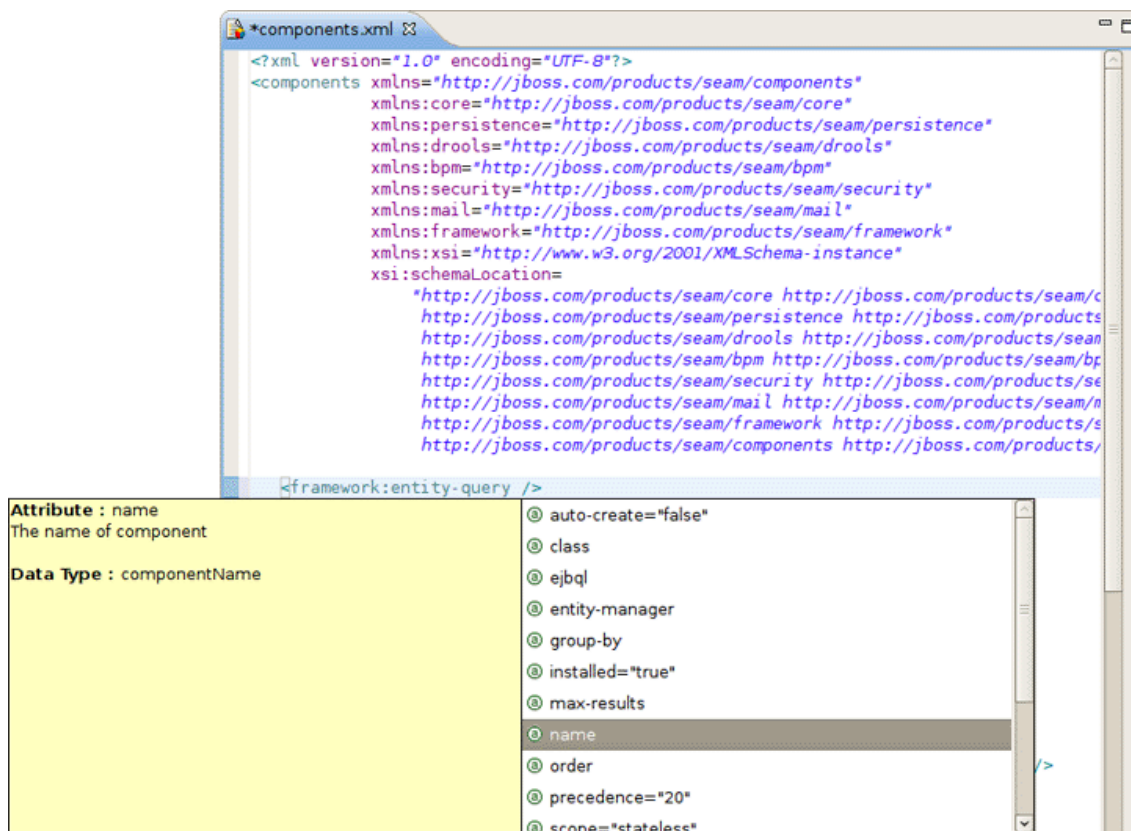 *components.xml
<?xml version="1.0" encoding="UTF-8"?>
<components xmlns="http://jboss.com/products/seam/components"
xmlns:core="http://jboss.com/products/seam/core"
xmlns:persistence="http://jboss.com/products/seam/persistence"
xmlns:drools="http://jboss.com/products/seam/drools"
xmlns:bpm="http://jboss.com/products/seam/bpm"
xmlns:security="http://jboss.com/products/seam/security"
xmlns:mail="http://jboss.com/products/seam/mail"
xmlns:framework="http://jboss.com/products/seam/framework"
xmlns:xsi="http://www.w3.org/2001/XMLSchema-instance"
xsi:schemaLocation=
"http://jboss.com/products/seam/core http://jboss.com/products/seam/c
http://jboss.com/products/seam/persistence http://jboss.com/products
http://jboss.com/products/seam/drools http://jboss.com/products/seam
http://jboss.com/products/seam/bpm http://jboss.com/products/seam/bp
http://jboss.com/products/seam/security http://jboss.com/products/se
http://jboss.com/products/seam/mail http://jboss.com/products/seam/m
http://jboss.com/products/seam/framework http://jboss.com/products/s
http://jboss.com/products/seam/components http://jboss.com/products/
<framework:entity-query />
Attribute : name
The name of component
Data Type : componentName
auto-create="false"
class
ejbql
entity-manager
group-by
installed="true"
max-results
name
order
/>
precedence="20"
scope="stateless"